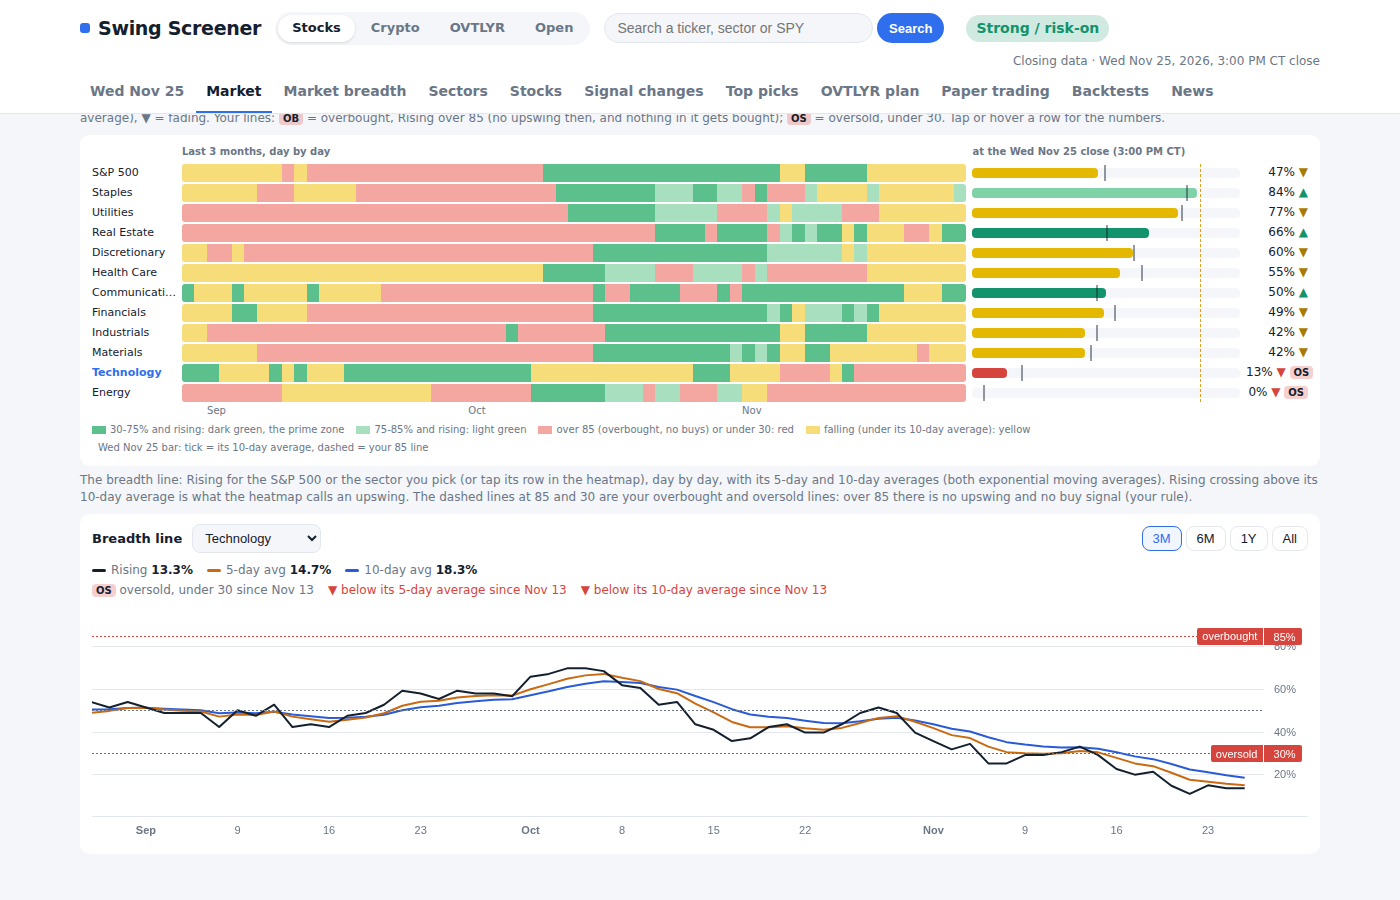 Swing Screener
Stocks Crypto OVTLYR Open
Search a ticker, sector or SPY
Search
Strong / risk-on
Closing data · Wed Nov 25, 2026, 3:00 PM CT close
Wed Nov 25 Market Market breadth Sectors Stocks Signal changes Top picks OVTLYR plan Paper trading Backtests News
average), ▼ = fading. Your lines: OB = overbought, Rising over 85 (no upswing then, and nothing in it gets bought); OS = oversold, under 30. Tap or hover a row for the numbers.
Last 3 months, day by day at the Wed Nov 25 close (3:00 PM CT)
S&P 500 47% ▼
Staples 84% ▲
Utilities 77% ▼
Real Estate 66% ▲
Discretionary 60% ▼
Health Care 55% ▼
Communicati... 50% ▲
Financials 49% ▼
Industrials 42% ▼
Materials 42% ▼
Technology 13% ▼ OS
Energy 0% ▼ OS
Sep Oct Nov
30-75% and rising: dark green, the prime zone 75-85% and rising: light green over 85 (overbought, no buys) or under 30: red falling (under its 10-day average): yellow
Wed Nov 25 bar: tick = its 10-day average, dashed = your 85 line
The breadth line: Rising for the S&P 500 or the sector you pick (or tap its row in the heatmap), day by day, with its 5-day and 10-day averages (both exponential moving averages). Rising crossing above its
10-day average is what the heatmap calls an upswing. The dashed lines at 85 and 30 are your overbought and oversold lines: over 85 there is no upswing and no buy signal (your rule).
Breadth line Technology 3M 6M 1Y All
Rising 13.3% 5-day avg 14.7% 10-day avg 18.3%
OS oversold, under 30 since Nov 13 ▼ below its 5-day average since Nov 13 ▼ below its 10-day average since Nov 13
overbought 85%
80%
60%
40%
oversold 30%
20%
Sep 9 16 23 Oct 8 15 22 Nov 9 16 23